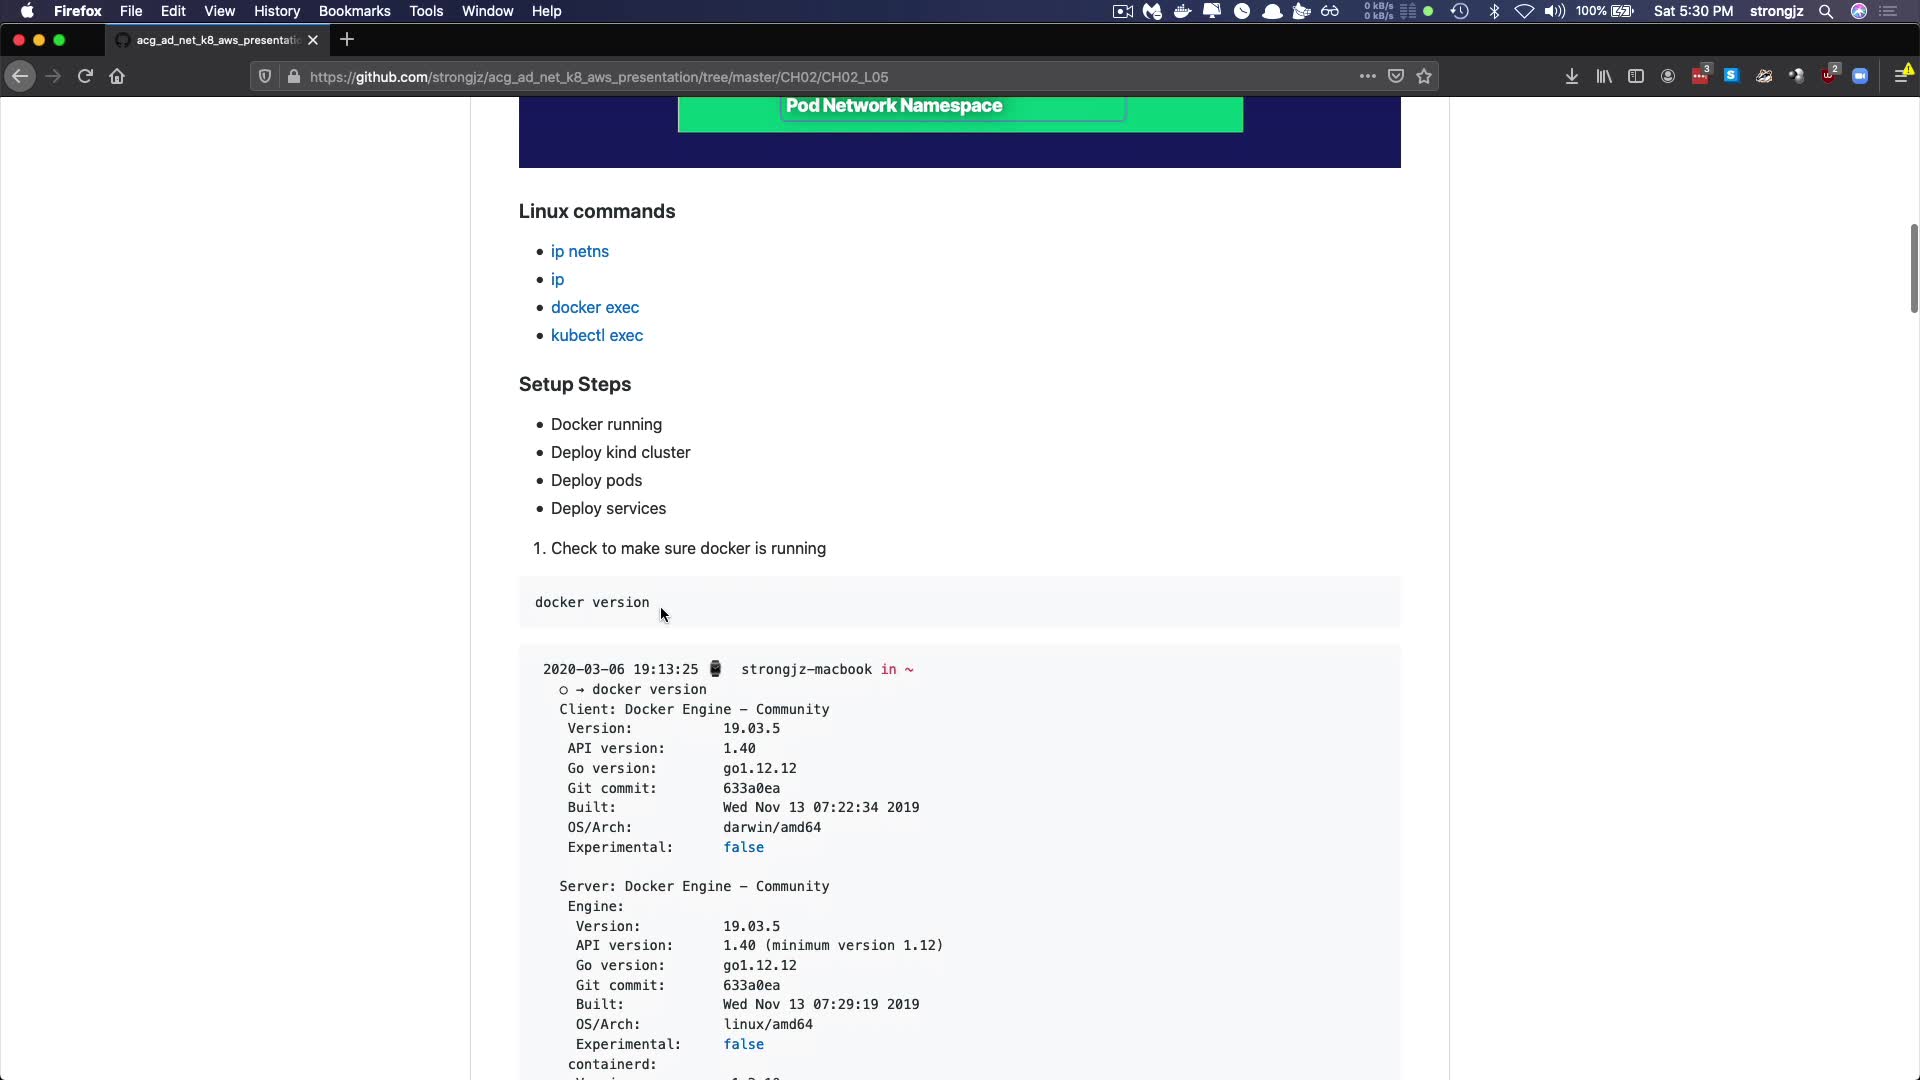 Firefox File Edit View History Bookmarks Tools Window Help 0 kB/s 0 kB/s 100% Sat 5:30 PM strongjz
acg_ad_net_k8_aws_presentatio
https://github.com/strongjz/acg_ad_net_k8_aws_presentation/tree/master/CH02/CH02_L05 3 S 2
Pod Network Namespace
Linux commands
ip netns
ip
docker exec
kubectl exec
Setup Steps
Docker running
Deploy kind cluster
Deploy pods
Deploy services
1. Check to make sure docker is running
docker version
2020-03-06 19:13:25 ⌚ strongjz-macbook in ~
○ → docker version
Client: Docker Engine - Community
Version: 19.03.5
API version: 1.40
Go version: go1.12.12
Git commit: 633a0ea
Built: Wed Nov 13 07:22:34 2019
OS/Arch: darwin/amd64
Experimental: false
Server: Docker Engine - Community
Engine:
Version: 19.03.5
API version: 1.40 (minimum version 1.12)
Go version: go1.12.12
Git commit: 633a0ea
Built: Wed Nov 13 07:29:19 2019
OS/Arch: linux/amd64
Experimental: false
containerd: